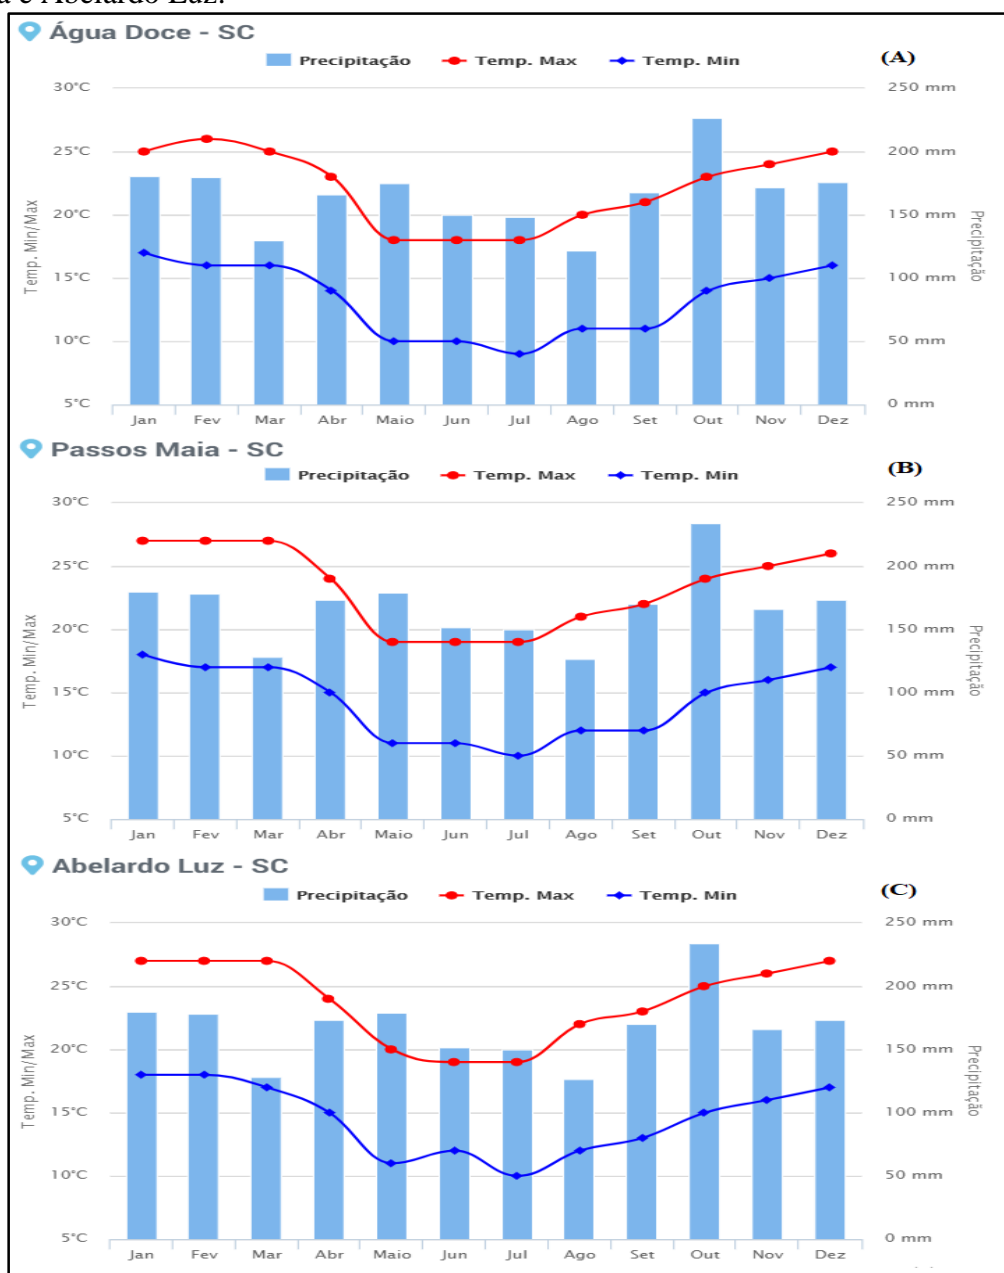 a e Abelardo Luz.
Água Doce - SC
Precipitação Temp. Max Temp. Min (A)
30°C 250 mm
25°C 200 mm
20°C 150 mm
15°C 100 mm
10°C 50 mm
5°C 0 mm
Temp. Min/Max
Precipitação
Jan Fev Mar Abr Maio Jun Jul Ago Set Out Nov Dez
Passos Maia - SC
Precipitação Temp. Max Temp. Min (B)
30°C 250 mm
25°C 200 mm
20°C 150 mm
15°C 100 mm
10°C 50 mm
5°C 0 mm
Temp. Min/Max
Precipitação
Jan Fev Mar Abr Maio Jun Jul Ago Set Out Nov Dez
Abelardo Luz - SC
Precipitação Temp. Max Temp. Min (C)
30°C 250 mm
25°C 200 mm
20°C 150 mm
15°C 100 mm
10°C 50 mm
5°C 0 mm
Temp. Min/Max
Precipitação
Jan Fev Mar Abr Maio Jun Jul Ago Set Out Nov Dez